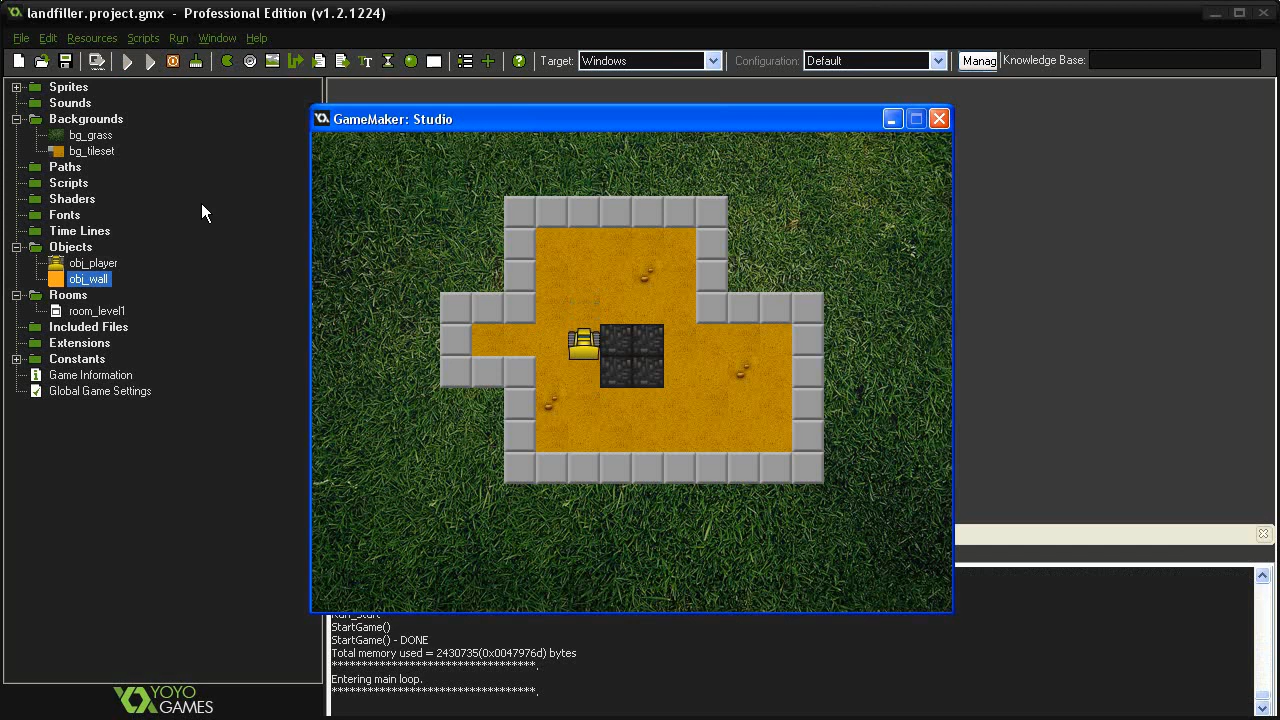 landfiller.project.gmx - Professional Edition (v1.2.1224)
File Edit Resources Scripts Run Window Help
Target: Windows Configuration: Default Manag Knowledge Base:
Sprites
Sounds
Backgrounds
bg_grass
bg_tileset
Paths
Scripts
Shaders
Fonts
Time Lines
Objects
obj_player
obj_wall
Rooms
room_level1
Included Files
Extensions
Constants
Game Information
Global Game Settings
GameMaker: Studio
Run_Start
StartGame()
StartGame() - DONE
Total memory used = 2430735(0x0047976d) bytes
**********************************.
Entering main loop.
**********************************.
YOYO
GAMES